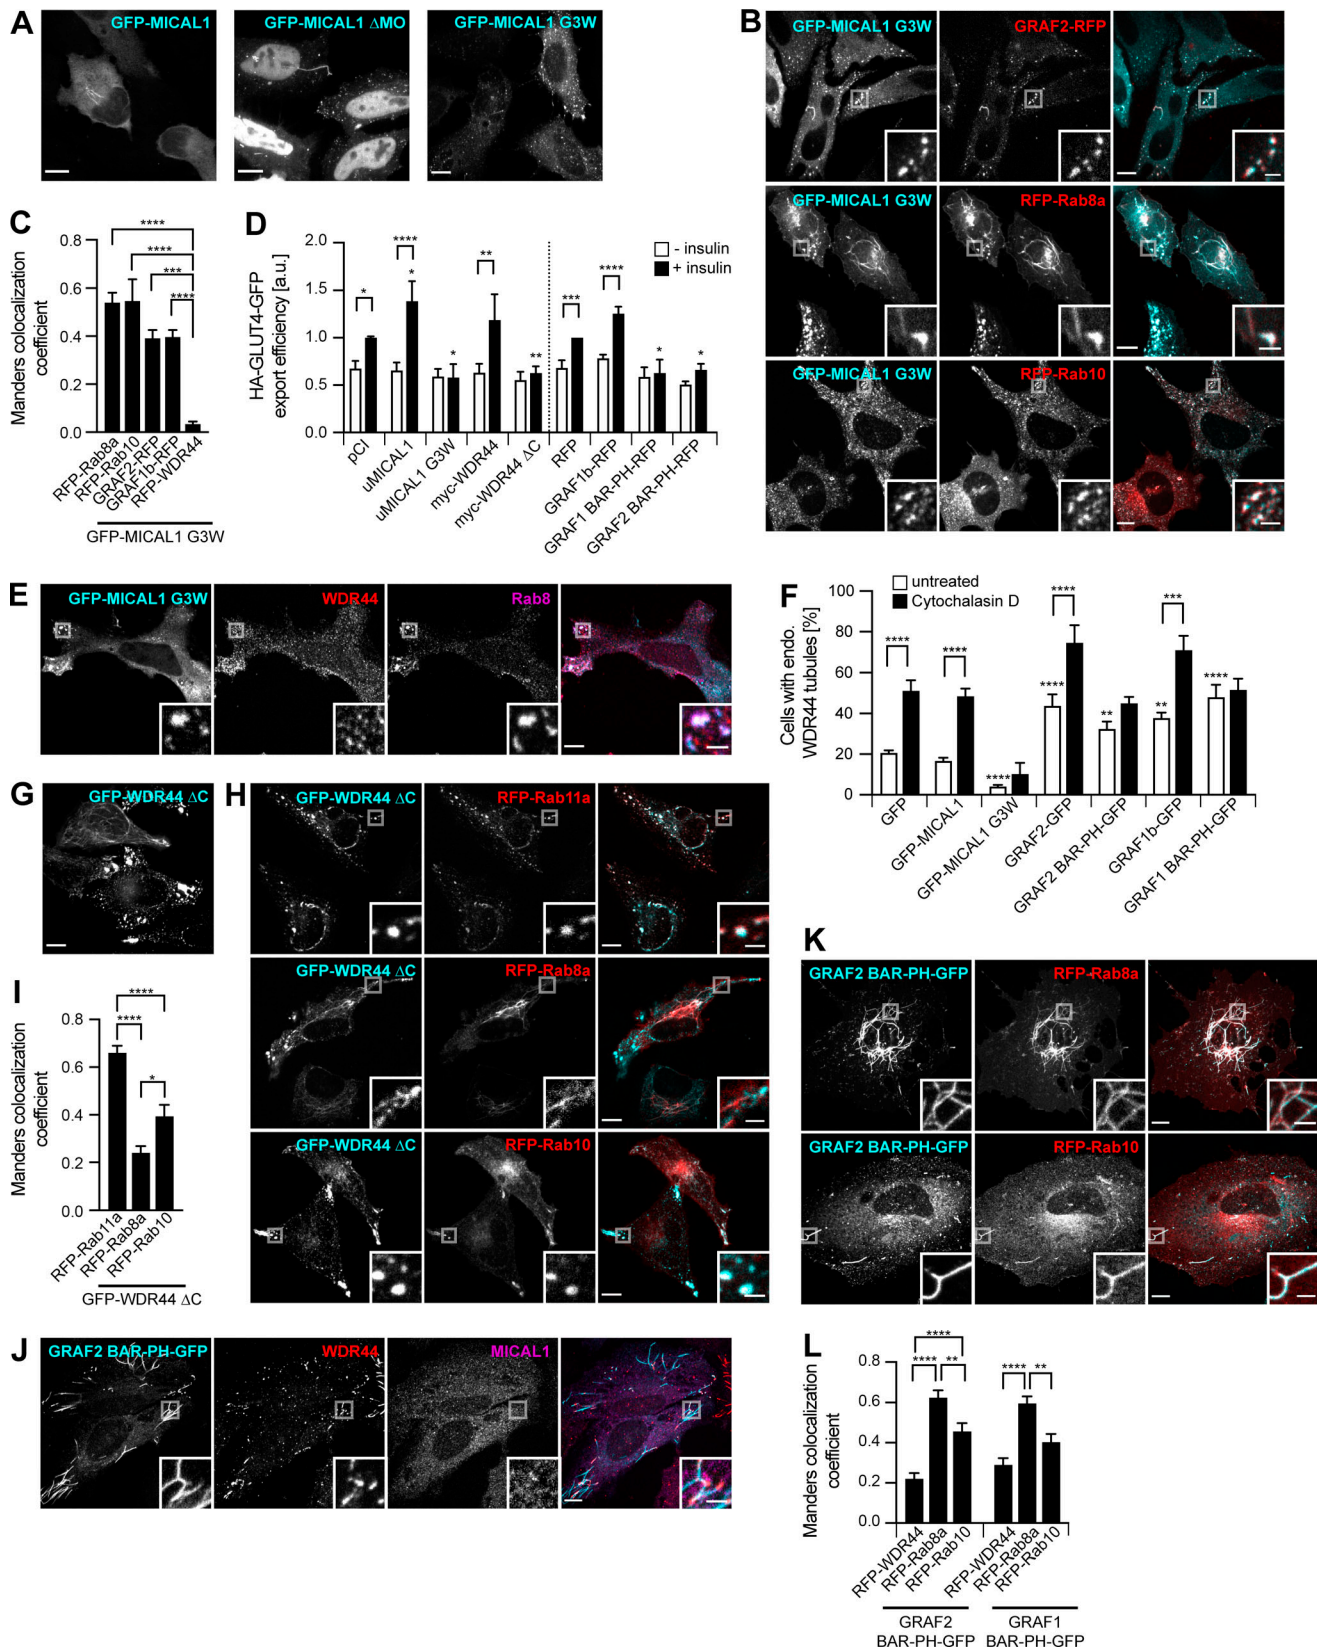 A
GFP-MICAL1
GFP-MICAL1 ΔMO
GFP-MICAL1 G3W
B
GFP-MICAL1 G3W
GRAF2-RFP
GFP-MICAL1 G3W
RFP-Rab8a
GFP-MICAL1 G3W
RFP-Rab10
C
Manders colocalization
coefficient
0.8
0.6
0.4
0.2
0.0
****
****
***
****
RFP-Rab8a
RFP-Rab10
GRAF2-RFP
GRAF1b-RFP
RFP-WDR44
GFP-MICAL1 G3W
D
HA-GLUT4-GFP
export efficiency [a.u.]
2.0
1.5
1.0
0.5
0.0
- insulin
+ insulin
*
****
*
*
**
**
***
****
*
*
pCI
uMICAL1
uMICAL1 G3W
myc-WDR44
myc-WDR44 ΔC
RFP
GRAF1b-RFP
GRAF1 BAR-PH-RFP
GRAF2 BAR-PH-RFP
E
GFP-MICAL1 G3W
WDR44
Rab8
F
Cells with endo.
WDR44 tubules [%]
100
80
60
40
20
0
untreated
Cytochalasin D
****
****
****
****
****
**
***
**
****
GFP
GFP-MICAL1
GFP-MICAL1 G3W
GRAF2-GFP
GRAF2 BAR-PH-GFP
GRAF1b-GFP
GRAF1 BAR-PH-GFP
G
GFP-WDR44 ΔC
H
GFP-WDR44 ΔC
RFP-Rab11a
GFP-WDR44 ΔC
RFP-Rab8a
GFP-WDR44 ΔC
RFP-Rab10
I
Manders colocalization
coefficient
0.8
0.6
0.4
0.2
0.0
****
****
*
RFP-Rab11a
RFP-Rab8a
RFP-Rab10
GFP-WDR44 ΔC
J
GRAF2 BAR-PH-GFP
WDR44
MICAL1
K
GRAF2 BAR-PH-GFP
RFP-Rab8a
GRAF2 BAR-PH-GFP
RFP-Rab10
L
Manders colocalization
coefficient
0.8
0.6
0.4
0.2
0.0
****
****
**
****
**
RFP-WDR44
RFP-Rab8a
RFP-Rab10
RFP-WDR44
RFP-Rab8a
RFP-Rab10
GRAF2
BAR-PH-GFP
GRAF1
BAR-PH-GFP